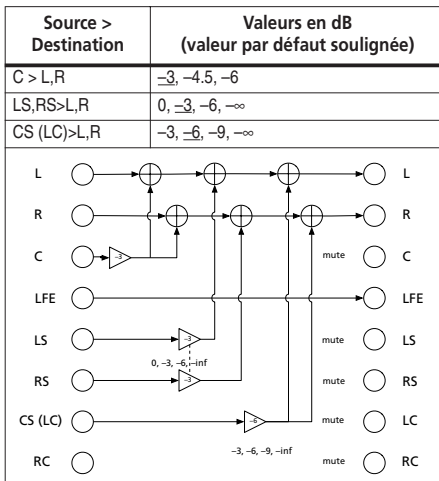 Source >
Destination
Valeurs en dB
(valeur par défaut soulignée)
C > L,R
–3, –4.5, –6
LS,RS>L,R
0, –3, –6, –∞
CS (LC)>L,R
–3, –6, –9, –∞
L
L
R
R
C
–3
mute
C
LFE
LFE
LS
–3
mute
LS
0, –3, –6, –inf
RS
–3
mute
RS
CS (LC)
–6
mute
LC
–3, –6, –9, –inf
RC
mute
RC